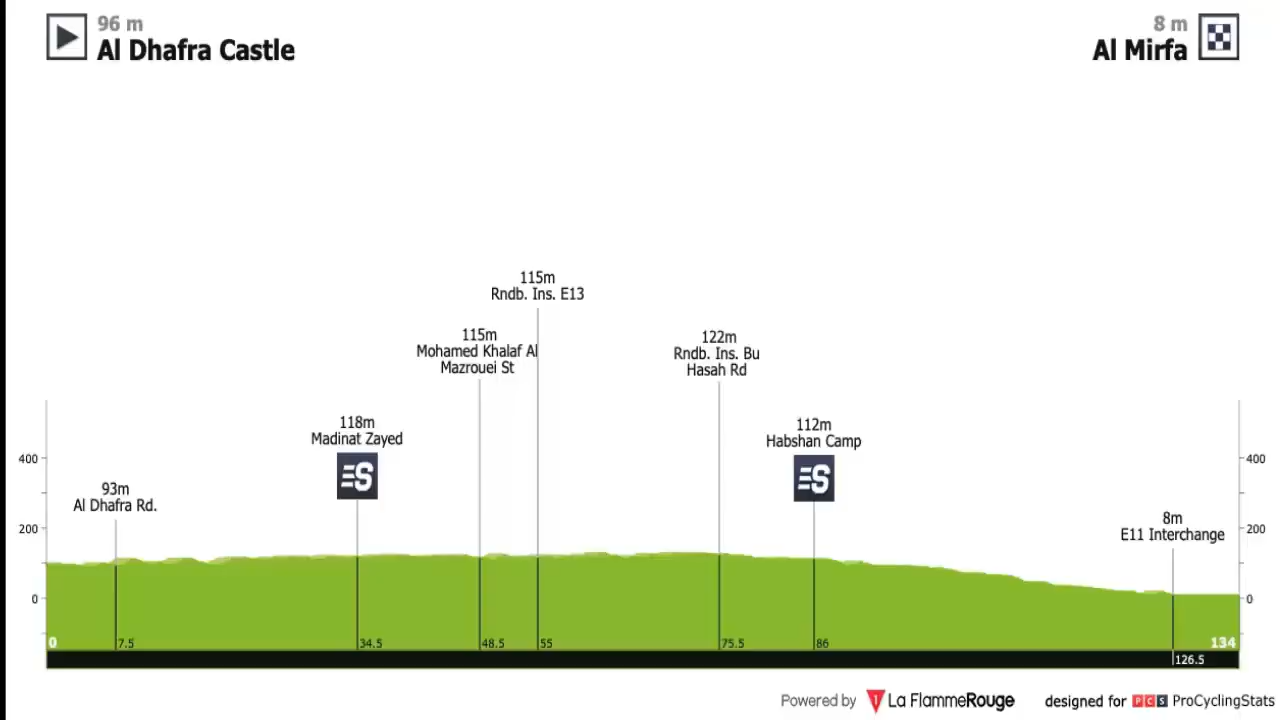 96 m
Al Dhafra Castle
8 m
Al Mirfa
115m
Rndb. Ins. E13
115m
Mohamed Khalaf Al
Mazrouei St
122m
Rndb. Ins. Bu
Hasah Rd
118m
Madinat Zayed
S
112m
Habshan Camp
S
93m
Al Dhafra Rd.
8m
E11 Interchange
400
200
0
400
200
0
0
7.5
34.5
48.5
55
75.5
86
134
126.5
Powered by 1 La FlammeRouge designed for PCS ProCyclingStats